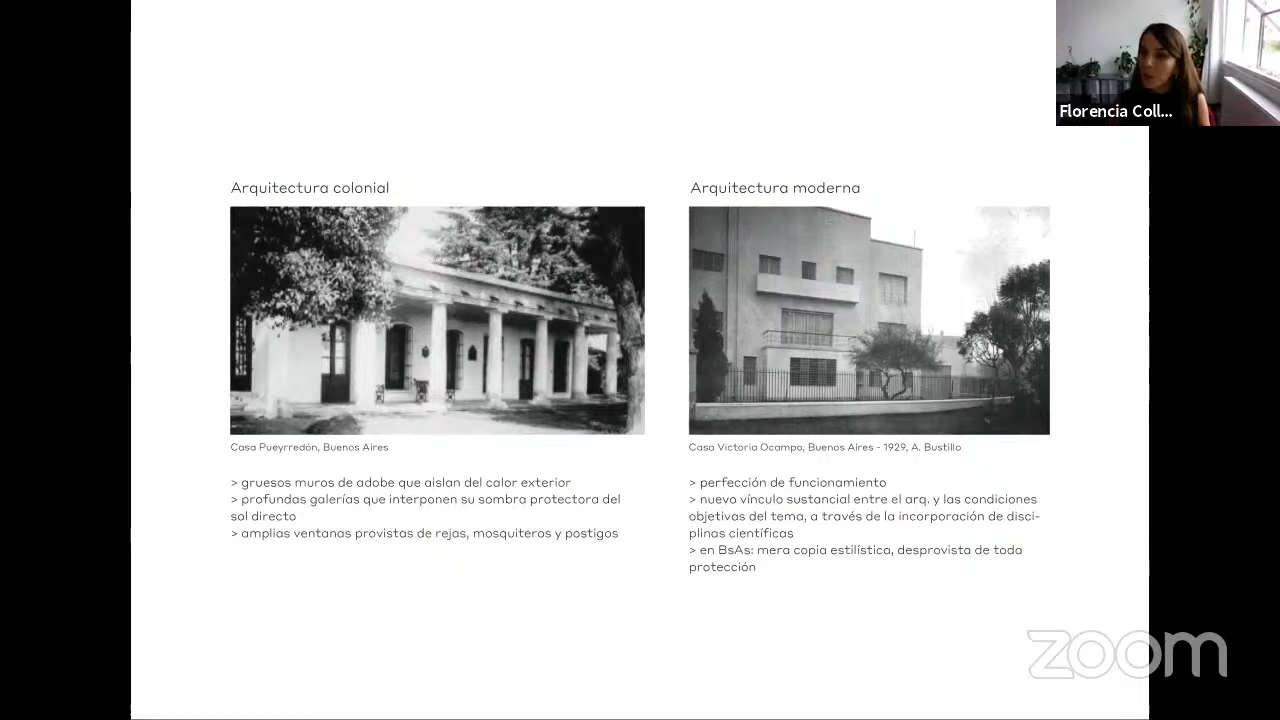 Florencia Coll...
Arquitectura colonial
Casa Pueyrredón, Buenos Aires
> gruesos muros de adobe que aislan del calor exterior
> profundas galerías que interponen su sombra protectora del
sol directo
> amplias ventanas provistas de rejas, mosquiteros y postigos
Arquitectura moderna
Casa Victoria Ocampo, Buenos Aires - 1929, A. Bustillo
> perfección de funcionamiento
> nuevo vínculo sustancial entre el arq. y las condiciones
objetivas del tema, a través de la incorporación de disci-
plinas científicas
> en BsAs: mera copia estilística, desprovista de toda
protección
zoom